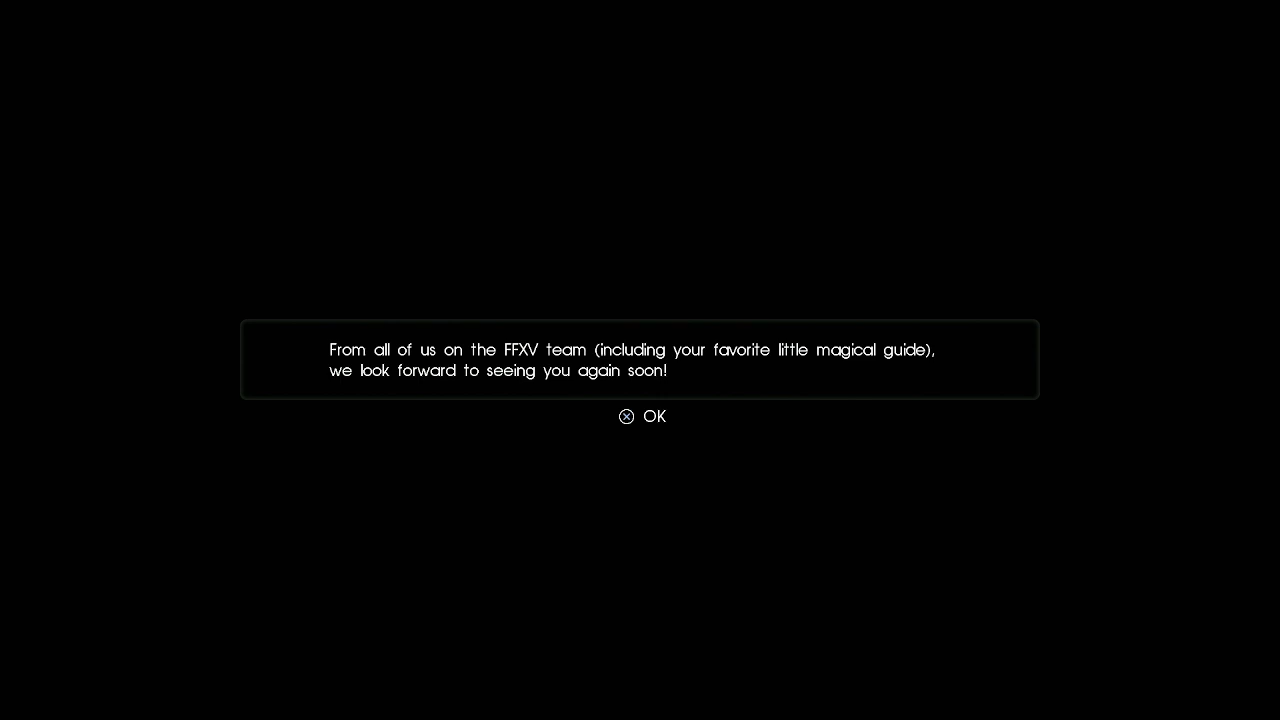 From all of us on the FFXV team (including your favorite little magical guide),
we look forward to seeing you again soon!
OK